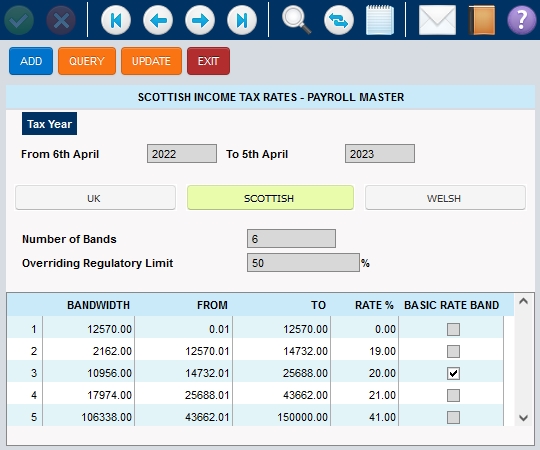 ?
ADD QUERY UPDATE EXIT
SCOTTISH INCOME TAX RATES - PAYROLL MASTER
Tax Year
From 6th April 2022 To 5th April 2023
UK SCOTTISH WELSH
Number of Bands 6
Overriding Regulatory Limit 50 %
BANDWIDTH FROM TO RATE % BASIC RATE BAND
1 12570.00 0.01 12570.00 0.00
2 2162.00 12570.01 14732.00 19.00
3 10956.00 14732.01 25688.00 20.00
4 17974.00 25688.01 43662.00 21.00
5 106338.00 43662.01 150000.00 41.00